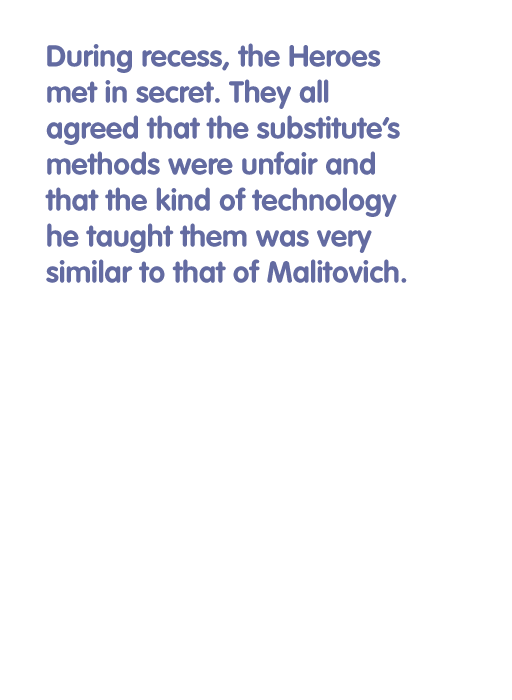 During recess, the Heroes
met in secret. They all
agreed that the substitute’s
methods were unfair and
that the kind of technology
he taught them was very
similar to that of Malitovich.